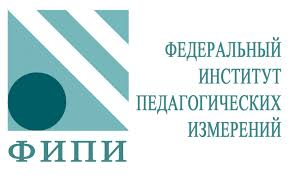 ФИПИ
ФЕДЕРАЛЬНЫЙ
ИНСТИТУТ
ПЕДАГОГИЧЕСКИХ
ИЗМЕРЕНИЙ